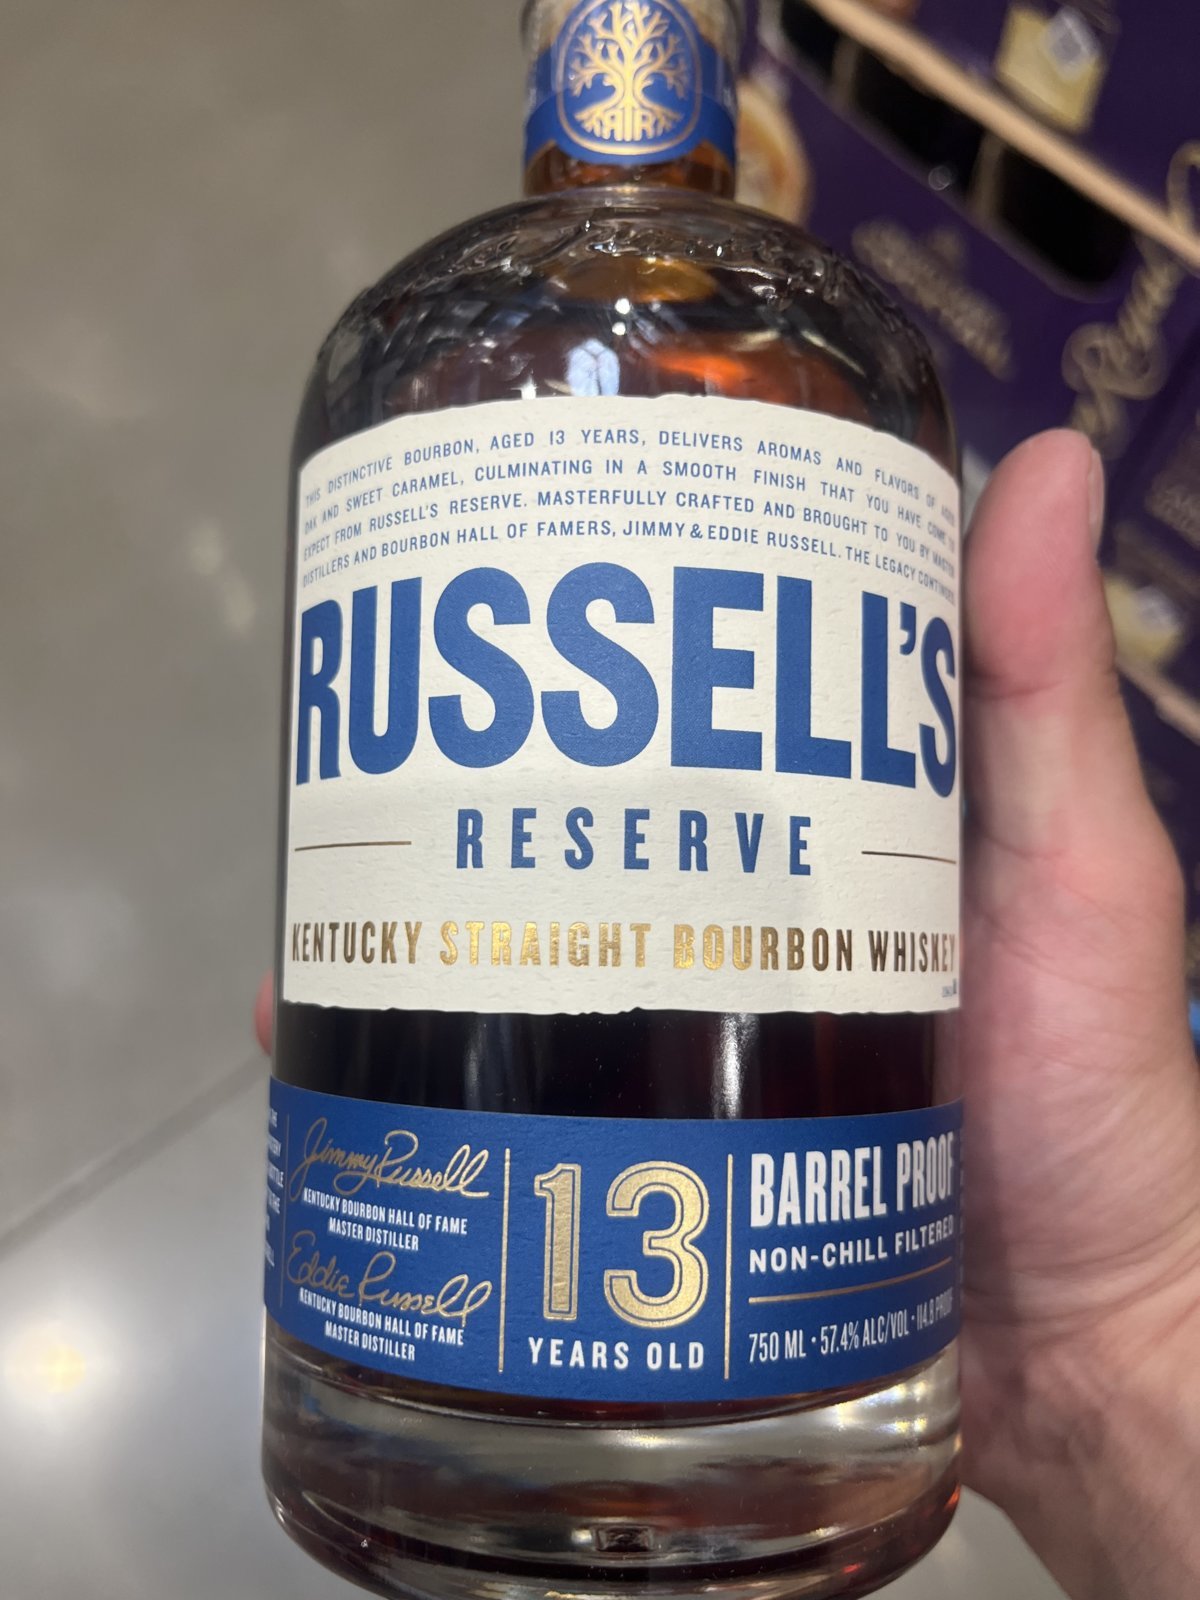 THIS DISTINCTIVE BOURBON, AGED 13 YEARS, DELIVERS AROMAS AND FLAVORS OF AGED
OAK AND SWEET CARAMEL, CULMINATING IN A SMOOTH FINISH THAT YOU HAVE COME TO
EXPECT FROM RUSSELL'S RESERVE. MASTERFULLY CRAFTED AND BROUGHT TO YOU BY MASTER
DISTILLERS AND BOURBON HALL OF FAMERS, JIMMY & EDDIE RUSSELL. THE LEGACY CONTINUES.
RUSSELL'S
RESERVE
KENTUCKY STRAIGHT BOURBON WHISKEY
Jimmy Russell
KENTUCKY BOURBON HALL OF FAME
MASTER DISTILLER
Eddie Russell
KENTUCKY BOURBON HALL OF FAME
MASTER DISTILLER
13
YEARS OLD
BARREL PROOF
NON-CHILL FILTERED
750 ML · 57.4% ALC/VOL · 114.8 PROOF